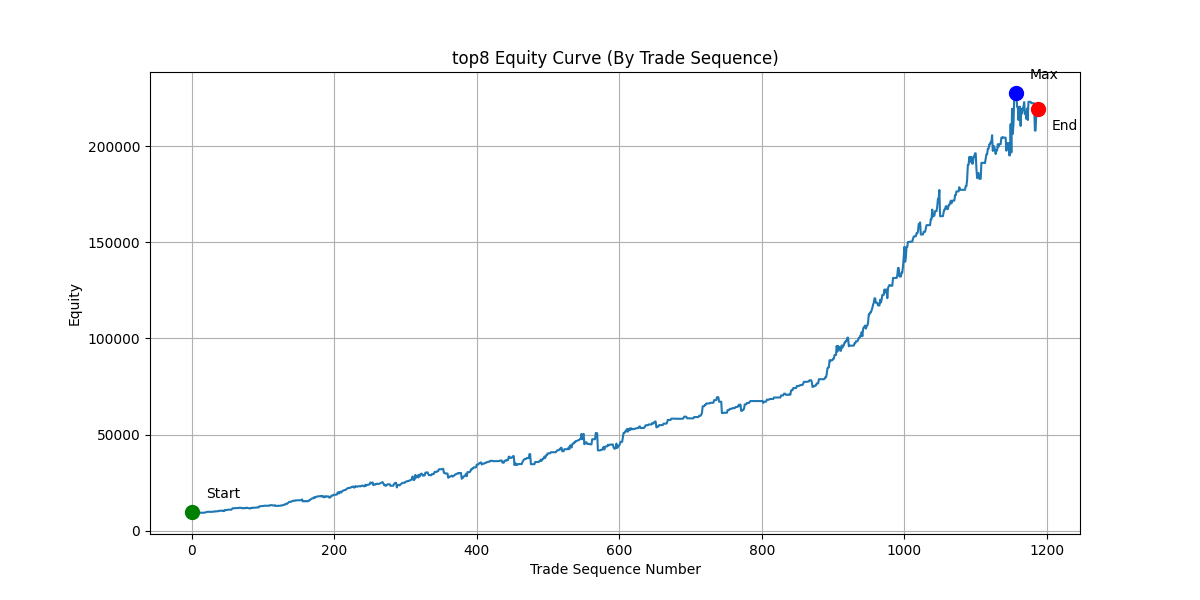 top8 Equity Curve (By Trade Sequence)
Max
End
Start
Equity
200000
150000
100000
50000
0
0 200 400 600 800 1000 1200
Trade Sequence Number